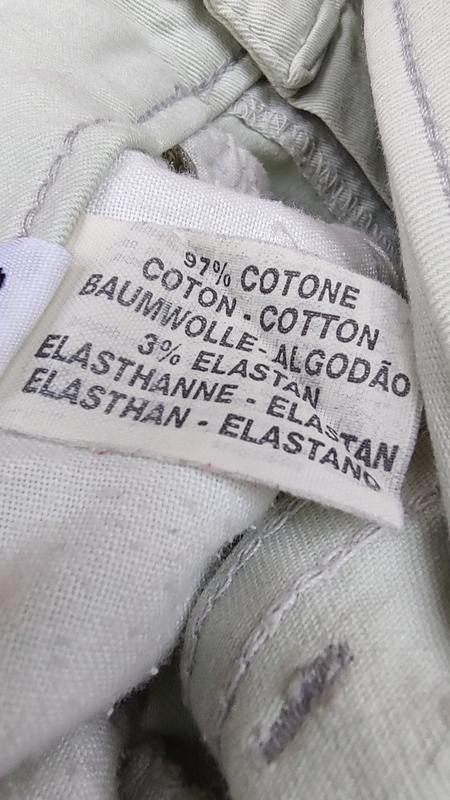 97% COTONE
COTON - COTTON
BAUMWOLLE - ALGODÃO
3% ELASTAN
ELASTHANNE - ELASTAN
ELASTHAN - ELASTANO